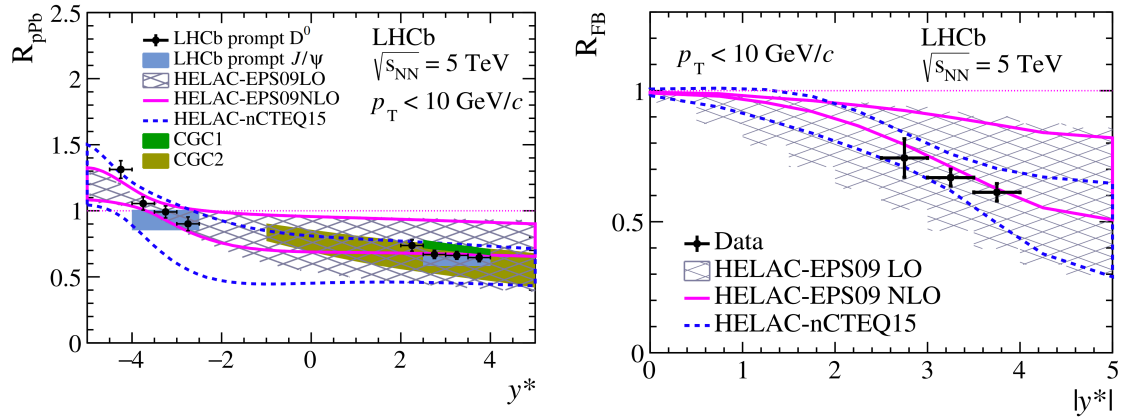 R_pPb
2.5
2
1.5
1
0.5
0
LHCb prompt D⁰
LHCb prompt J/ψ
HELAC-EPS09LO
HELAC-EPS09NLO
HELAC-nCTEQ15
CGC1
CGC2
LHCb
√s_NN = 5 TeV
p_T < 10 GeV/c
−4 −2 0 2 4
y*
R_FB
1
0.5
0
p_T < 10 GeV/c
LHCb
√s_NN = 5 TeV
Data
HELAC-EPS09 LO
HELAC-EPS09 NLO
HELAC-nCTEQ15
0 1 2 3 4 5
|y*|